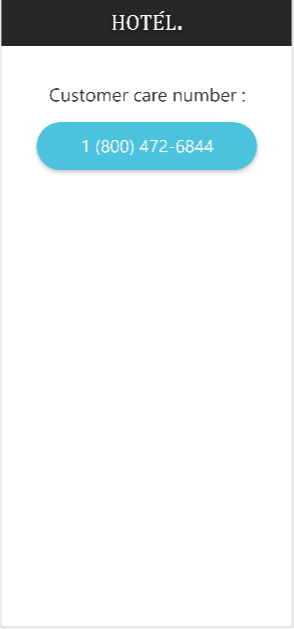 HOTÉL.
Customer care number :
1 (800) 472-6844